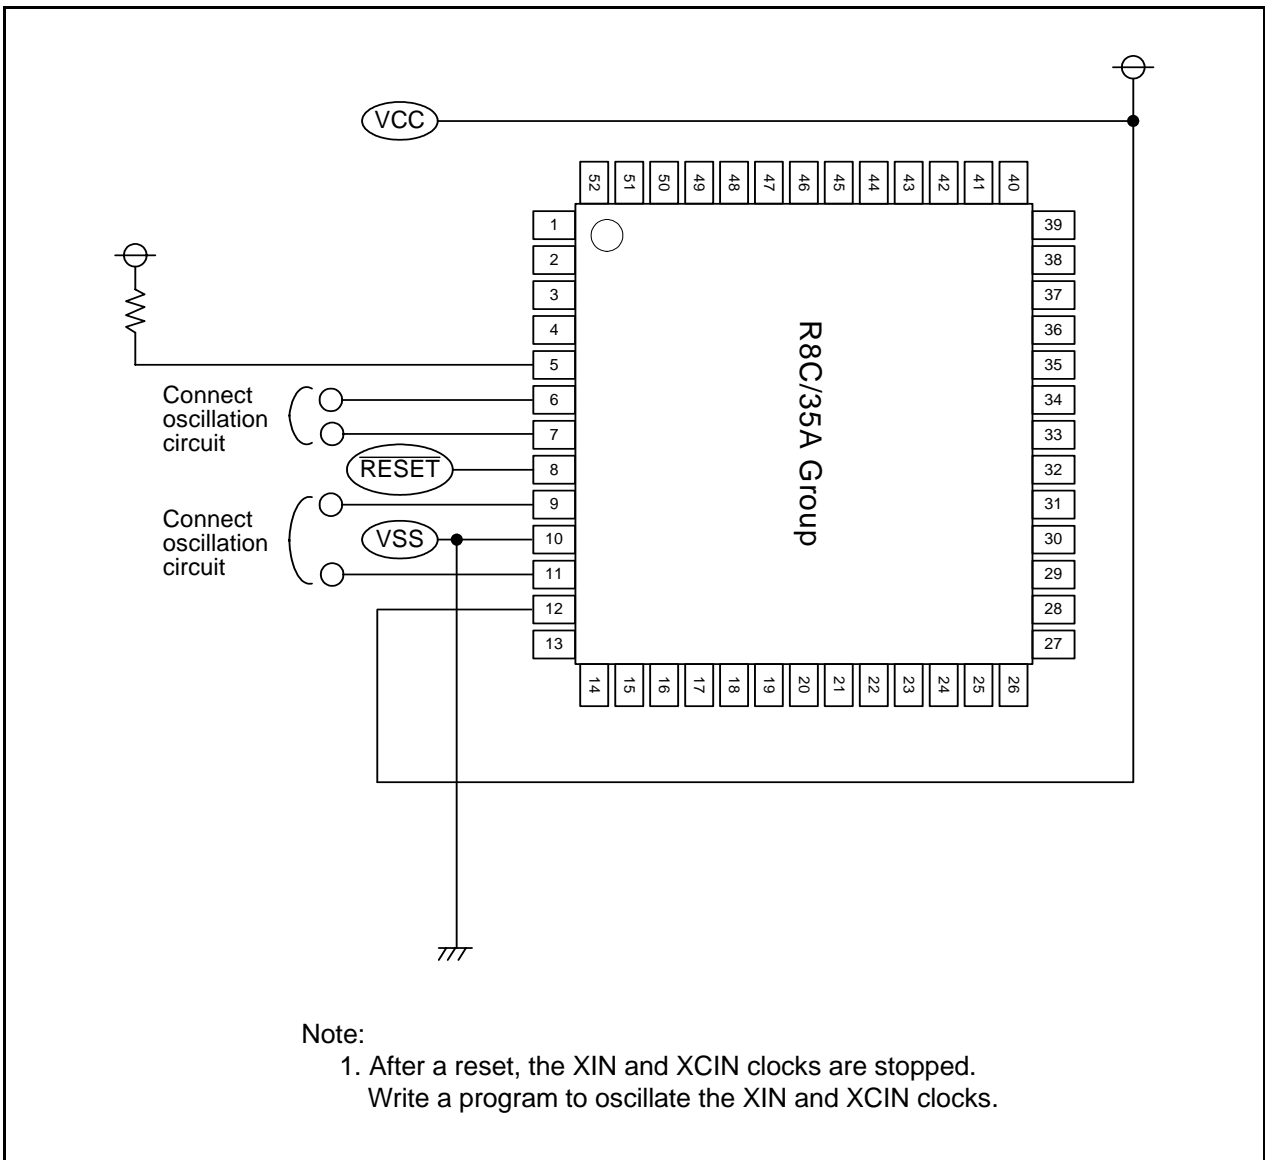 VCC
52 51 50 49 48 47 46 45 44 43 42 41 40
1
2
3
4
5
6
7
8
9
10
11
12
13
39
38
37
36
35
34
33
32
31
30
29
28
27
R8C/35A Group
Connect
oscillation
circuit
RESET
Connect
oscillation
circuit
VSS
14 15 16 17 18 19 20 21 22 23 24 25 26
Note:
1. After a reset, the XIN and XCIN clocks are stopped.
Write a program to oscillate the XIN and XCIN clocks.